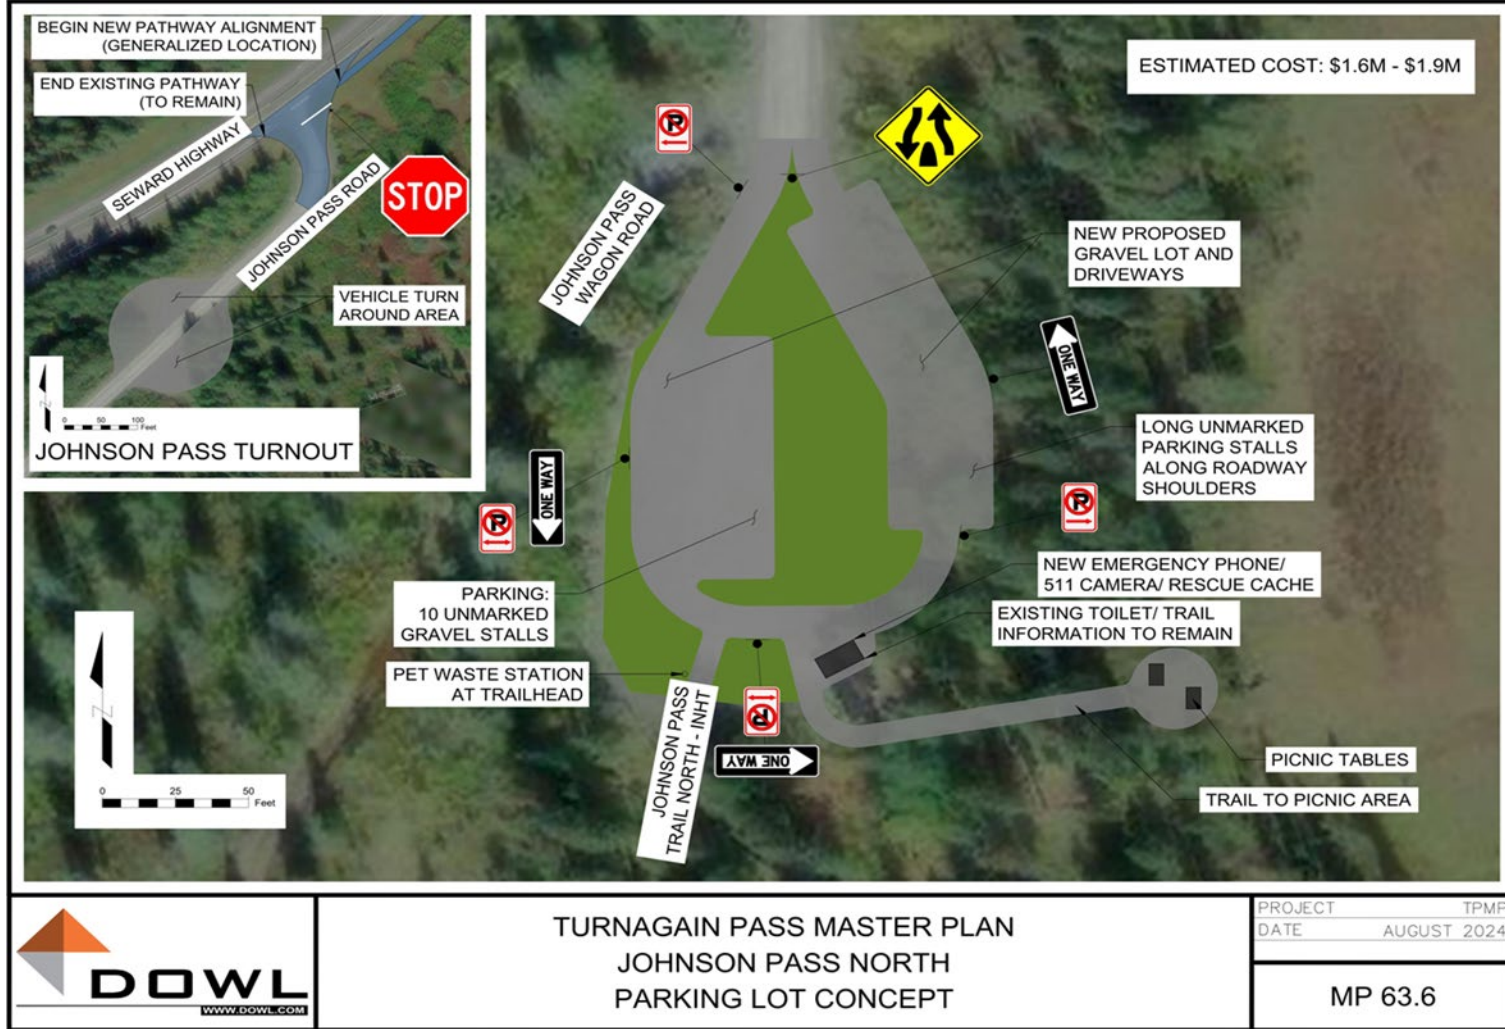 BEGIN NEW PATHWAY ALIGNMENT
(GENERALIZED LOCATION)
END EXISTING PATHWAY
(TO REMAIN)
SEWARD HIGHWAY
JOHNSON PASS ROAD
STOP
VEHICLE TURN
AROUND AREA
N
0 50 100
Feet
JOHNSON PASS TURNOUT
ESTIMATED COST: $1.6M - $1.9M
P
JOHNSON PASS
WAGON ROAD
NEW PROPOSED
GRAVEL LOT AND
DRIVEWAYS
ONE WAY
LONG UNMARKED
PARKING STALLS
ALONG ROADWAY
SHOULDERS
P
ONE WAY
P
NEW EMERGENCY PHONE/
511 CAMERA/ RESCUE CACHE
PARKING:
10 UNMARKED
GRAVEL STALLS
EXISTING TOILET/ TRAIL
INFORMATION TO REMAIN
PET WASTE STATION
AT TRAILHEAD
JOHNSON PASS
TRAIL NORTH - INHT
P
ONE WAY
PICNIC TABLES
TRAIL TO PICNIC AREA
N
0 25 50
Feet
DOWL
WWW.DOWL.COM
TURNAGAIN PASS MASTER PLAN
JOHNSON PASS NORTH
PARKING LOT CONCEPT
PROJECT TPMP
DATE AUGUST 2024
MP 63.6